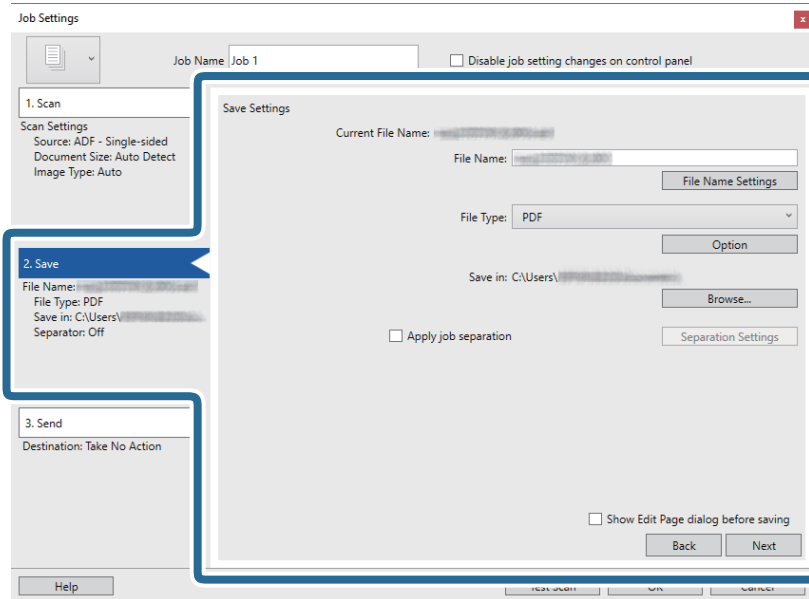 Job Settings
x
Job Name Job 1
Disable job setting changes on control panel
1. Scan
Scan Settings
Source: ADF - Single-sided
Document Size: Auto Detect
Image Type: Auto
2. Save
File Name:
File Type: PDF
Save in: C:\Users\
Separator: Off
3. Send
Destination: Take No Action
Save Settings
Current File Name:
File Name:
File Name Settings
File Type: PDF
Option
Save in: C:\Users\
Browse...
Apply job separation
Separation Settings
Show Edit Page dialog before saving
Back Next
Help
Test Scan OK Cancel